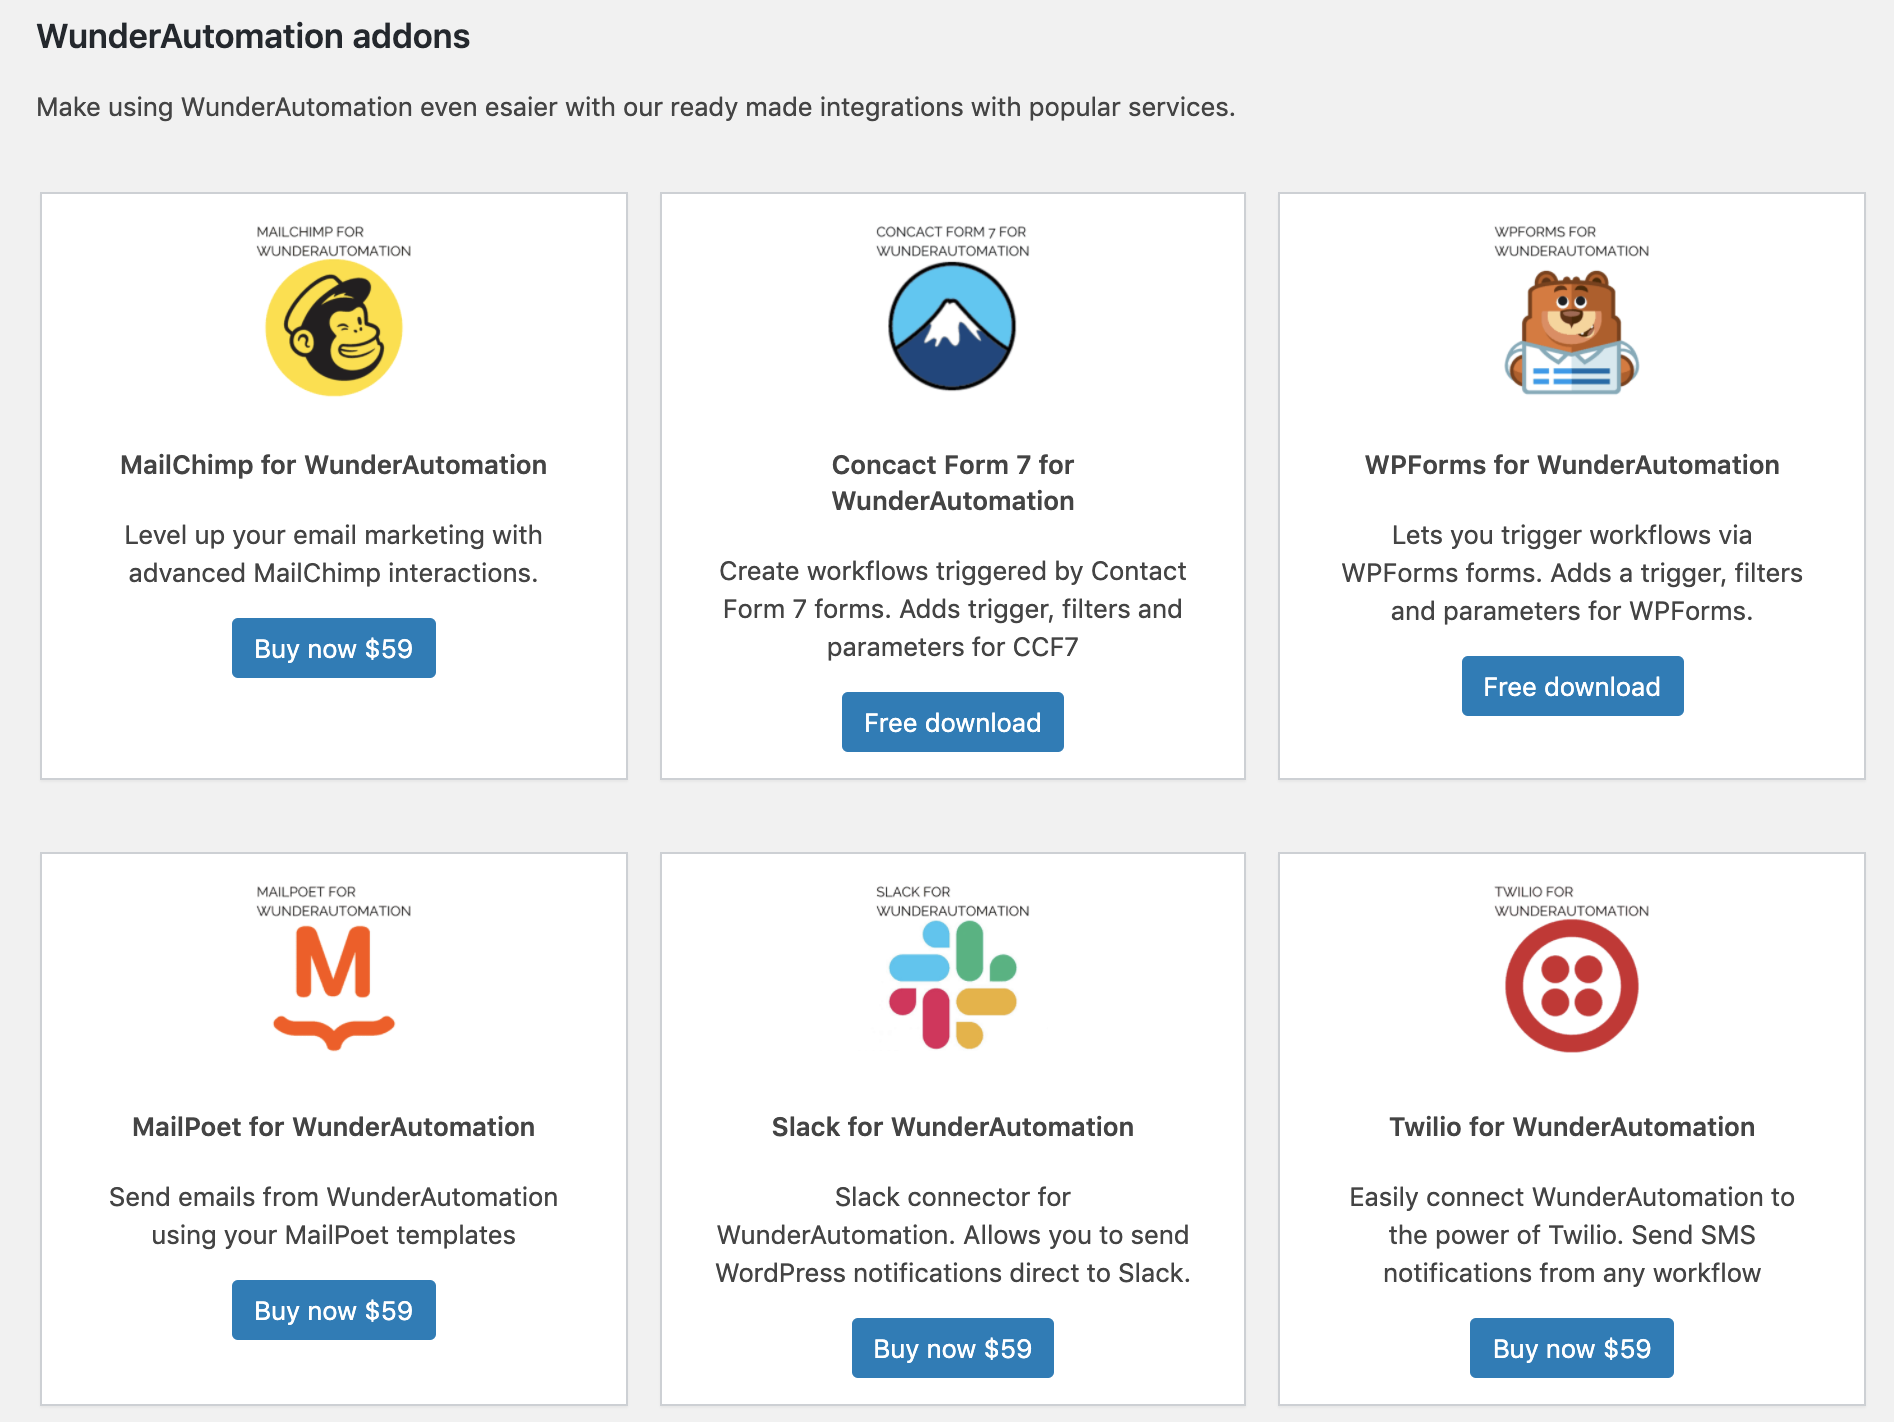 WunderAutomation addons
Make using WunderAutomation even esaier with our ready made integrations with popular services.
MAILCHIMP FOR
WUNDERAUTOMATION
MailChimp for WunderAutomation
Level up your email marketing with
advanced MailChimp interactions.
Buy now $59
CONCACT FORM 7 FOR
WUNDERAUTOMATION
Concact Form 7 for
WunderAutomation
Create workflows triggered by Contact
Form 7 forms. Adds trigger, filters and
parameters for CCF7
Free download
WPFORMS FOR
WUNDERAUTOMATION
WPForms for WunderAutomation
Lets you trigger workflows via
WPForms forms. Adds a trigger, filters
and parameters for WPForms.
Free download
MAILPOET FOR
WUNDERAUTOMATION
M
MailPoet for WunderAutomation
Send emails from WunderAutomation
using your MailPoet templates
Buy now $59
SLACK FOR
WUNDERAUTOMATION
Slack for WunderAutomation
Slack connector for
WunderAutomation. Allows you to send
WordPress notifications direct to Slack.
Buy now $59
TWILIO FOR
WUNDERAUTOMATION
Twilio for WunderAutomation
Easily connect WunderAutomation to
the power of Twilio. Send SMS
notifications from any workflow
Buy now $59